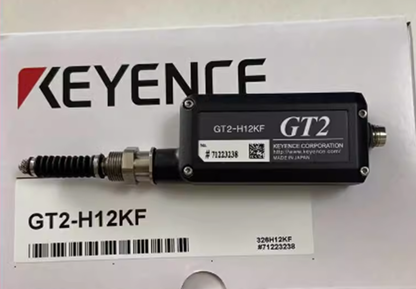 KEYENCE
GT2-H12KF
GT2
No.
#71223238
KEYENCE CORPORATION
http://www.keyence.com/
MADE IN JAPAN
GT2-H12KF
326H12KF
#71223238